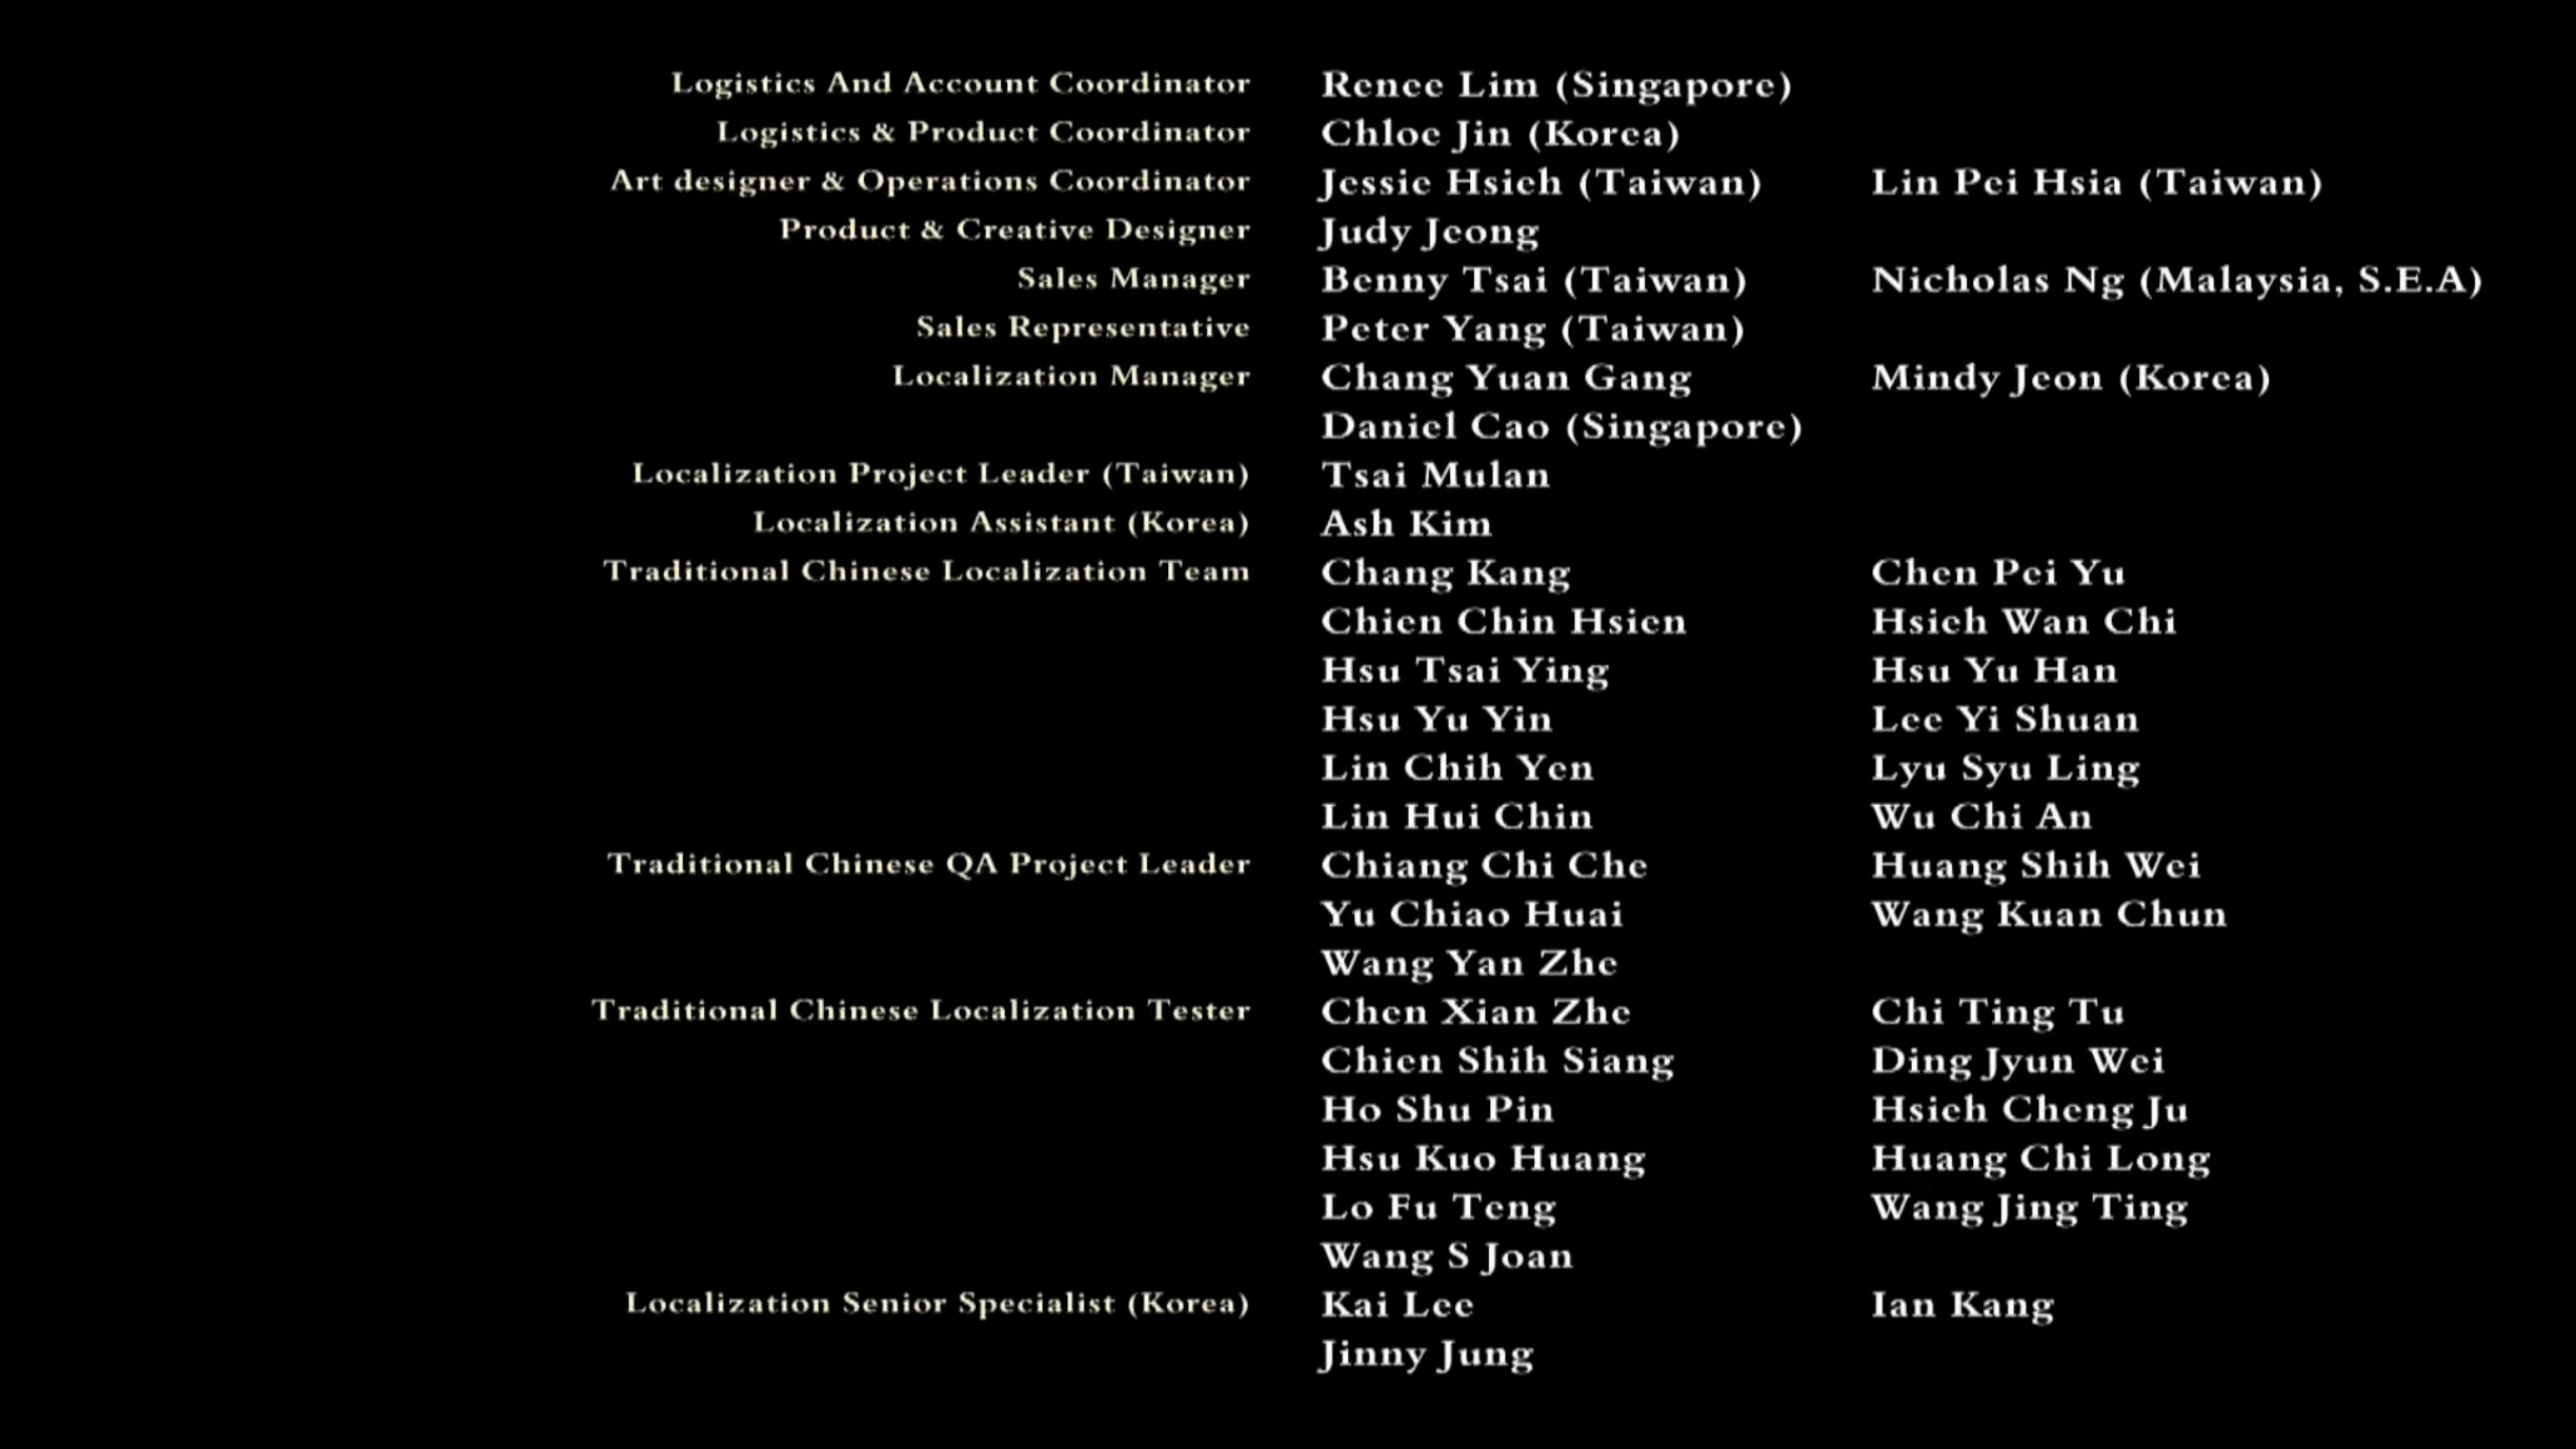 Logistics And Account Coordinator Renee Lim (Singapore)
Logistics & Product Coordinator Chloe Jin (Korea)
Art designer & Operations Coordinator Jessie Hsieh (Taiwan) Lin Pei Hsia (Taiwan)
Product & Creative Designer Judy Jeong
Sales Manager Benny Tsai (Taiwan) Nicholas Ng (Malaysia, S.E.A)
Sales Representative Peter Yang (Taiwan)
Localization Manager Chang Yuan Gang Mindy Jeon (Korea)
Daniel Cao (Singapore)
Localization Project Leader (Taiwan) Tsai Mulan
Localization Assistant (Korea) Ash Kim
Traditional Chinese Localization Team Chang Kang Chen Pei Yu
Chien Chin Hsien Hsieh Wan Chi
Hsu Tsai Ying Hsu Yu Han
Hsu Yu Yin Lee Yi Shuan
Lin Chih Yen Lyu Syu Ling
Lin Hui Chin Wu Chi An
Traditional Chinese QA Project Leader Chiang Chi Che Huang Shih Wei
Yu Chiao Huai Wang Kuan Chun
Wang Yan Zhe
Traditional Chinese Localization Tester Chen Xian Zhe Chi Ting Tu
Chien Shih Siang Ding Jyun Wei
Ho Shu Pin Hsieh Cheng Ju
Hsu Kuo Huang Huang Chi Long
Lo Fu Teng Wang Jing Ting
Wang S Joan
Localization Senior Specialist (Korea) Kai Lee Ian Kang
Jinny Jung